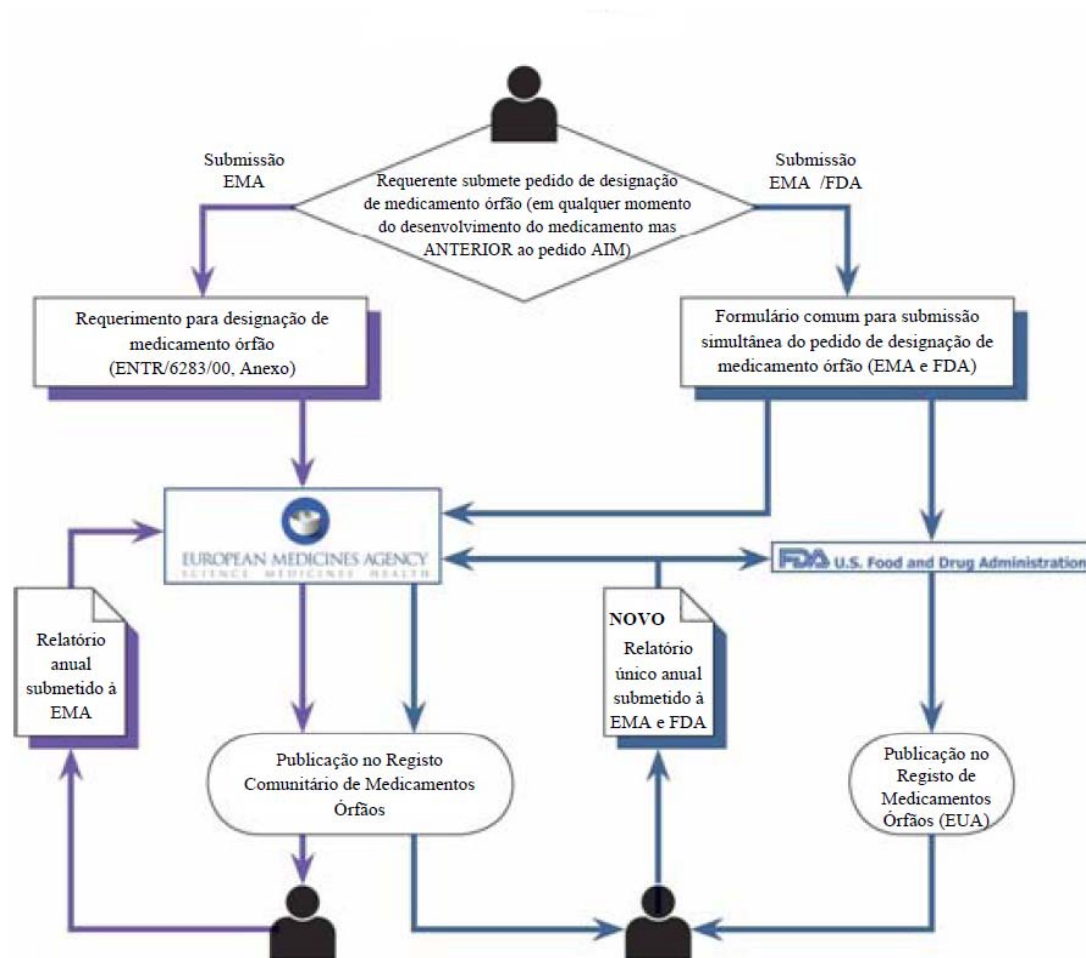 Submissão
EMA
Submissão
EMA /FDA
Requerente submete pedido de designação
de medicamento órfão (em qualquer momento
do desenvolvimento do medicamento mas
ANTERIOR ao pedido AIM)
Requerimento para designação de
medicamento órfão
(ENTR/6283/00, Anexo)
Formulário comum para submissão
simultânea do pedido de designação de
medicamento órfão (EMA e FDA)
EUROPEAN MEDICINES AGENCY
SCIENCE MEDICINES HEALTH
FDA U.S. Food and Drug Administration
Relatório
anual
submetido à
EMA
NOVO
Relatório
único anual
submetido à
EMA e FDA
Publicação no Registo
Comunitário de Medicamentos
Órfãos
Publicação no
Registo de
Medicamentos
Órfãos (EUA)